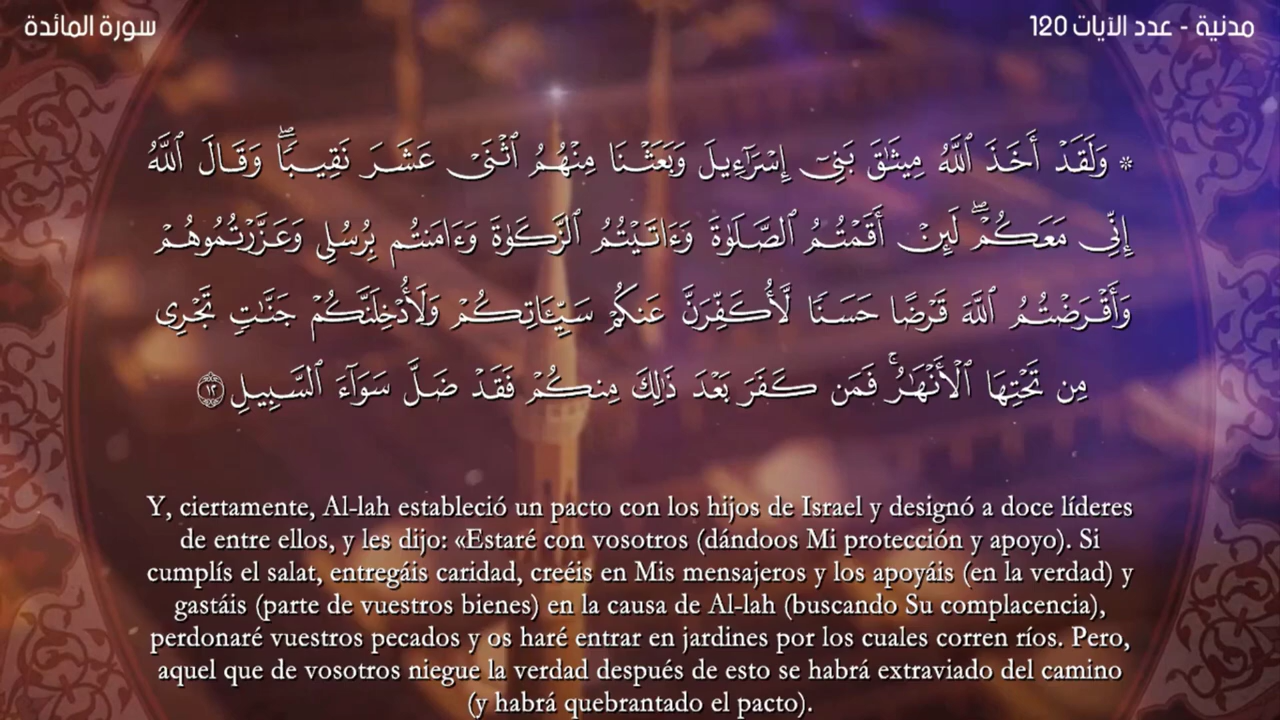 سورة المائدة
مدنية - عدد الآيات 120
۞ وَلَقَدْ أَخَذَ ٱللَّهُ مِيثَٰقَ بَنِىٓ إِسْرَٰٓءِيلَ وَبَعَثْنَا مِنْهُمُ ٱثْنَىْ عَشَرَ نَقِيبًا ۖ وَقَالَ ٱللَّهُ
إِنِّى مَعَكُمْ ۖ لَئِنْ أَقَمْتُمُ ٱلصَّلَوٰةَ وَءَاتَيْتُمُ ٱلزَّكَوٰةَ وَءَامَنتُم بِرُسُلِى وَعَزَّرْتُمُوهُمْ
وَأَقْرَضْتُمُ ٱللَّهَ قَرْضًا حَسَنًا لَّأُكَفِّرَنَّ عَنكُمْ سَيِّـَٔاتِكُمْ وَلَأُدْخِلَنَّكُمْ جَنَّٰتٍ تَجْرِى
مِن تَحْتِهَا ٱلْأَنْهَٰرُ ۚ فَمَن كَفَرَ بَعْدَ ذَٰلِكَ مِنكُمْ فَقَدْ ضَلَّ سَوَآءَ ٱلسَّبِيلِ ١٢
Y, ciertamente, Al-lah estableció un pacto con los hijos de Israel y designó a doce líderes
de entre ellos, y les dijo: «Estaré con vosotros (dándoos Mi protección y apoyo). Si
cumplís el salat, entregáis caridad, creéis en Mis mensajeros y los apoyáis (en la verdad) y
gastáis (parte de vuestros bienes) en la causa de Al-lah (buscando Su complacencia),
perdonaré vuestros pecados y os haré entrar en jardines por los cuales corren ríos. Pero,
aquel que de vosotros niegue la verdad después de esto se habrá extraviado del camino
(y habrá quebrantado el pacto).